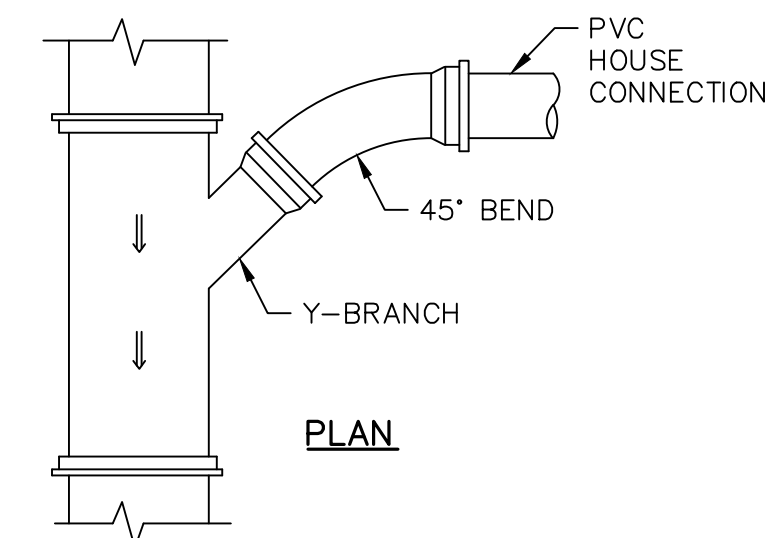 PVC
HOUSE
CONNECTION
45° BEND
Y-BRANCH
PLAN